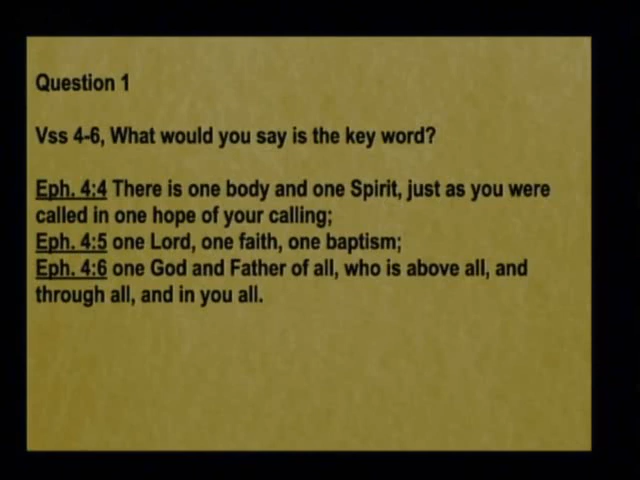 Question 1
Vss 4-6, What would you say is the key word?
Eph. 4:4 There is one body and one Spirit, just as you were
called in one hope of your calling;
Eph. 4:5 one Lord, one faith, one baptism;
Eph. 4:6 one God and Father of all, who is above all, and
through all, and in you all.